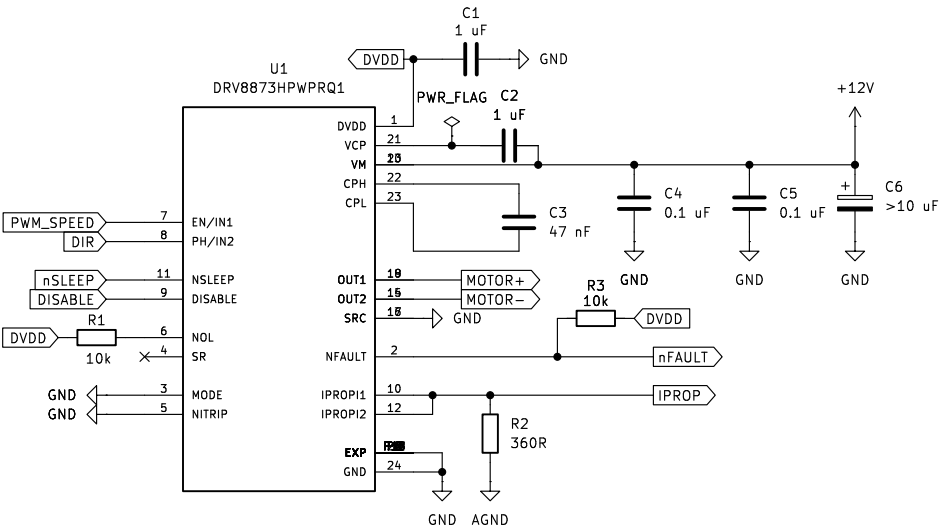 C1
1 uF
DVDD
GND
U1
DRV8873HPWPRQ1
+12V
PWR_FLAG
C2
1 uF
DVDD
1
VCP
21
VM
CPH
22
CPL
23
C3
47 nF
C4
0.1 uF
C5
0.1 uF
+
C6
>10 uF
GND
GND
GND
PWM_SPEED
7
EN/IN1
DIR
8
PH/IN2
nSLEEP
11
NSLEEP
DISABLE
9
DISABLE
OUT1
MOTOR+
OUT2
MOTOR-
SRC
GND
R3
10k
DVDD
R1
DVDD
10k
6
NOL
4
SR
NFAULT
2
nFAULT
GND
3
MODE
GND
5
NITRIP
IPROPI1
10
IPROP
IPROPI2
12
R2
360R
EXP
GND
24
GND
AGND